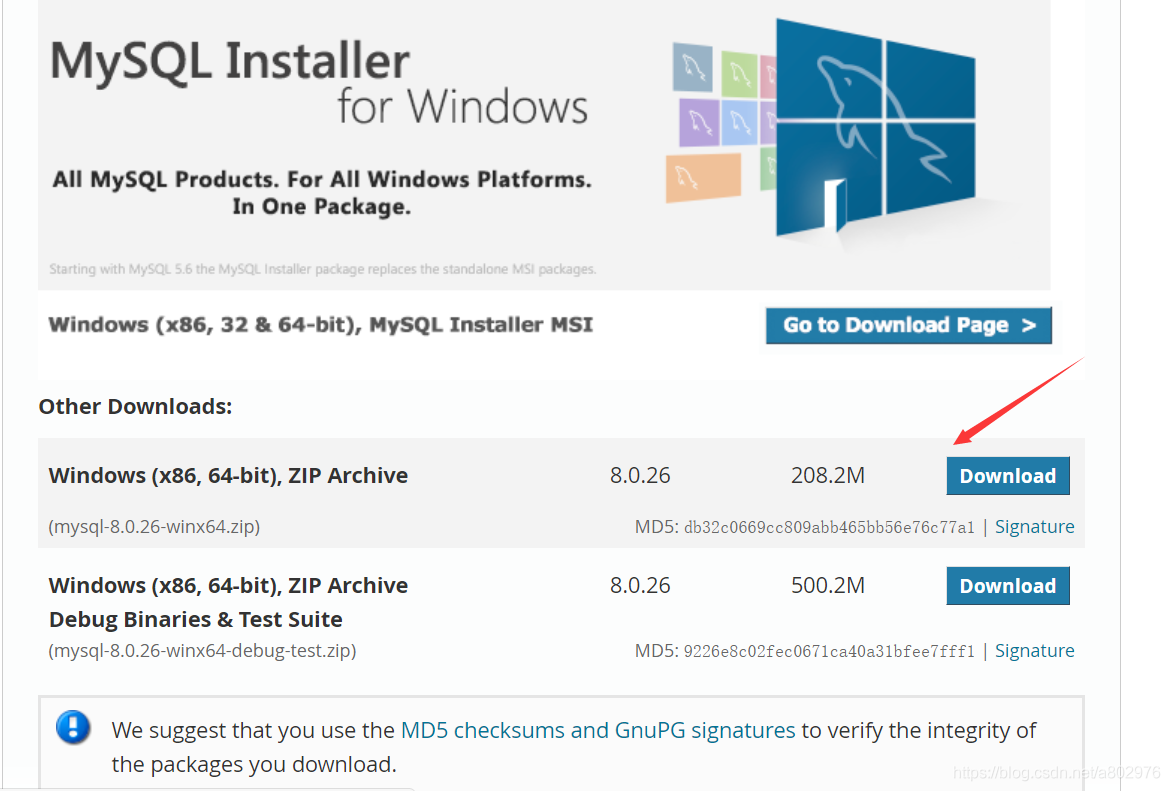 MySQL Installer
for Windows
All MySQL Products. For All Windows Platforms.
In One Package.
Starting with MySQL 5.6 the MySQL Installer package replaces the standalone MSI packages.
Windows (x86, 32 & 64-bit), MySQL Installer MSI
Go to Download Page >
Other Downloads:
Windows (x86, 64-bit), ZIP Archive 8.0.26 208.2M Download
(mysql-8.0.26-winx64.zip) MD5: db32c0669cc809abb465bb56e76c77a1 | Signature
Windows (x86, 64-bit), ZIP Archive 8.0.26 500.2M Download
Debug Binaries & Test Suite
(mysql-8.0.26-winx64-debug-test.zip) MD5: 9226e8c02fec0671ca40a31bfee7fff1 | Signature
We suggest that you use the MD5 checksums and GnuPG signatures to verify the integrity of
the packages you download.
https://blog.csdn.net/a802976